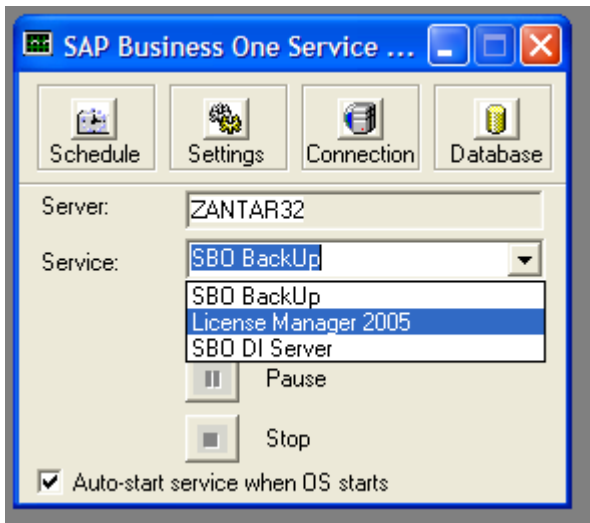 SAP Business One Service ...
Schedule Settings Connection Database
Server: ZANTAR32
Service: SBO BackUp
SBO BackUp
License Manager 2005
SBO DI Server
Pause
Stop
Auto-start service when OS starts